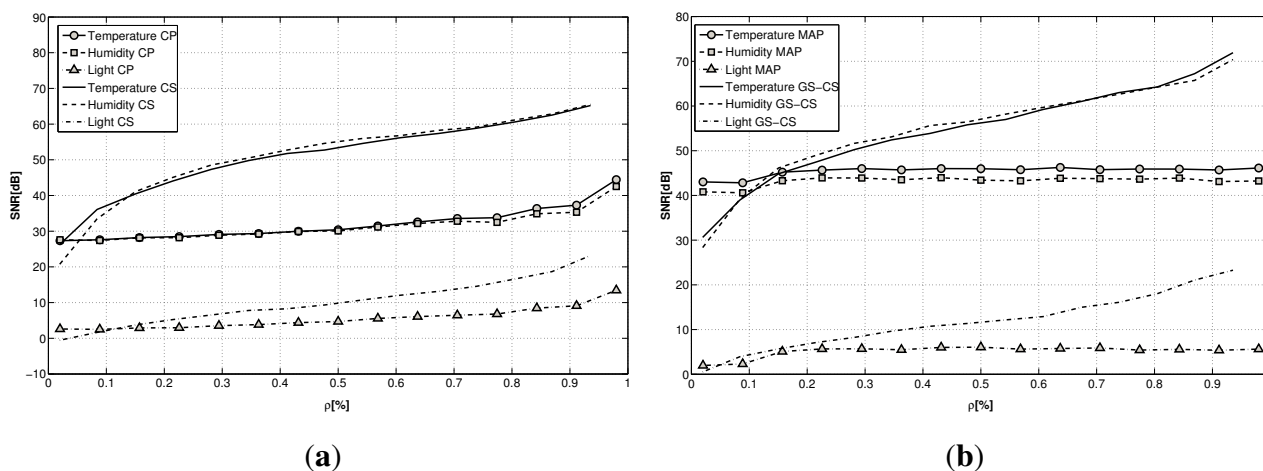 90
80
70
60
50
40
30
20
10
0
−10
SNR[dB]
Temperature CP
Humidity CP
Light CP
Temperature CS
Humidity CS
Light CS
0 0.1 0.2 0.3 0.4 0.5 0.6 0.7 0.8 0.9 1
ρ[%]
(a)
80
70
60
50
40
30
20
10
0
SNR[dB]
Temperature MAP
Humidity MAP
Light MAP
Temperature GS−CS
Humidity GS−CS
Light GS−CS
0 0.1 0.2 0.3 0.4 0.5 0.6 0.7 0.8 0.9
ρ[%]
(b)